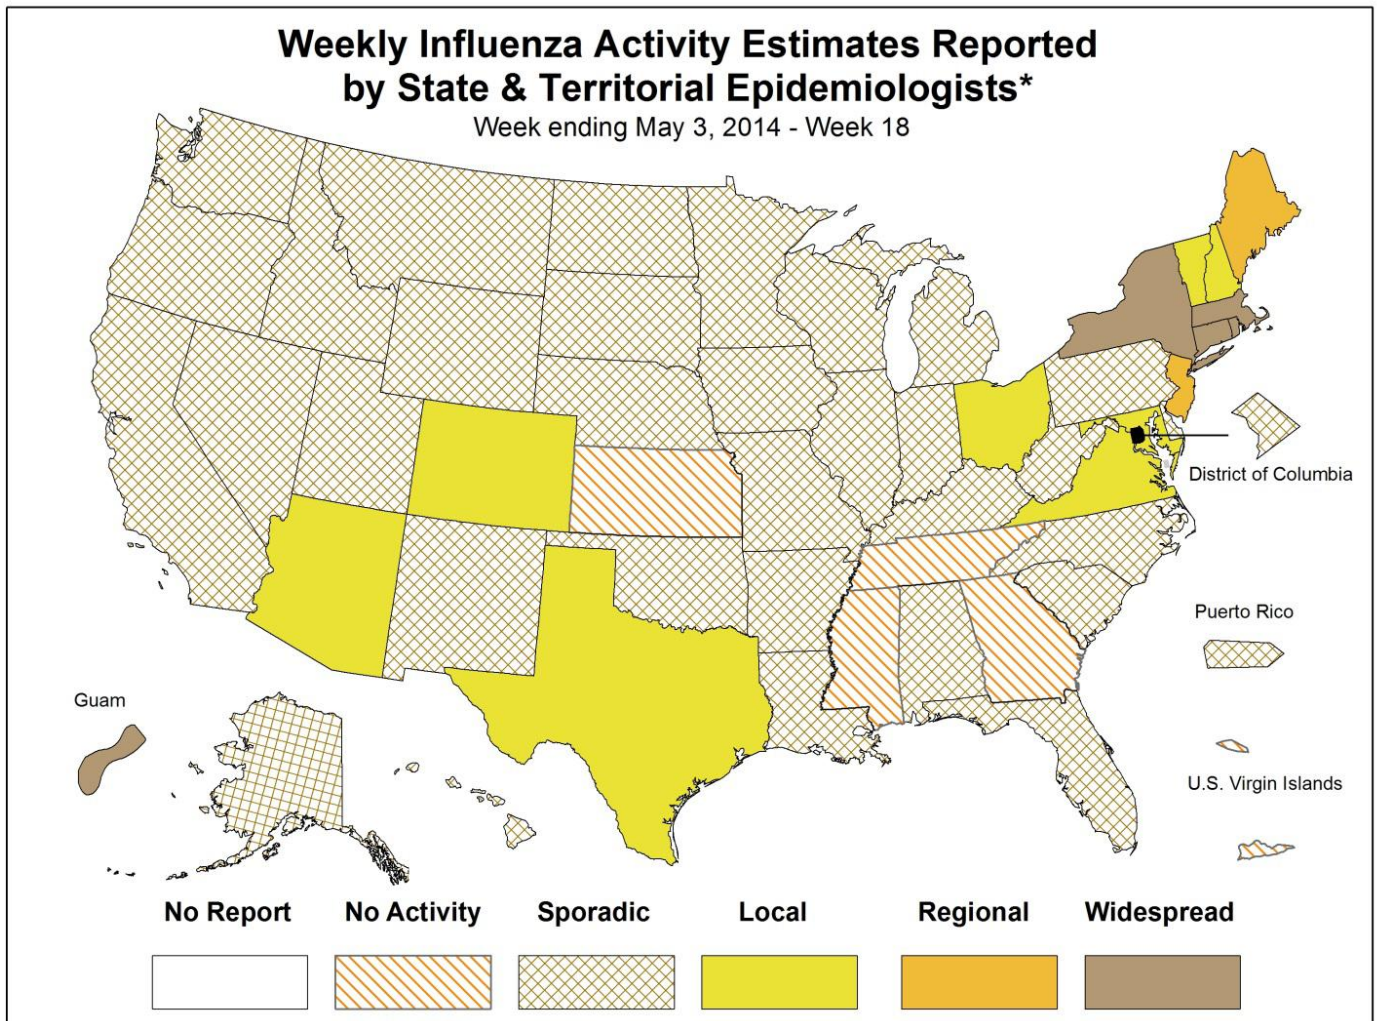 Weekly Influenza Activity Estimates Reported
by State & Territorial Epidemiologists*
Week ending May 3, 2014 - Week 18
District of Columbia
Puerto Rico
Guam
U.S. Virgin Islands
No Report
No Activity
Sporadic
Local
Regional
Widespread